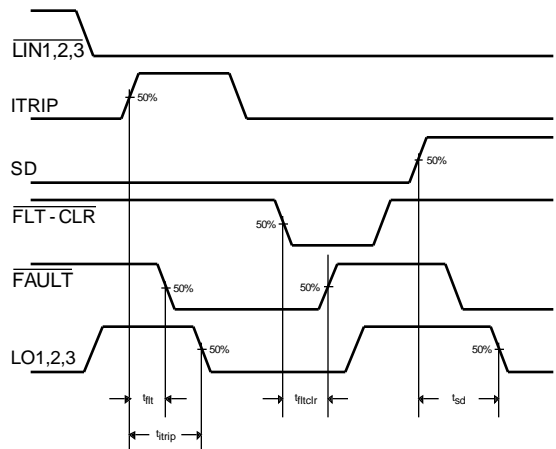 LIN1,2,3
ITRIP
50%
SD
50%
FLT-CLR
50%
FAULT
50%
50%
LO1,2,3
50%
50%
tflt
tfltclr
tsd
titrip